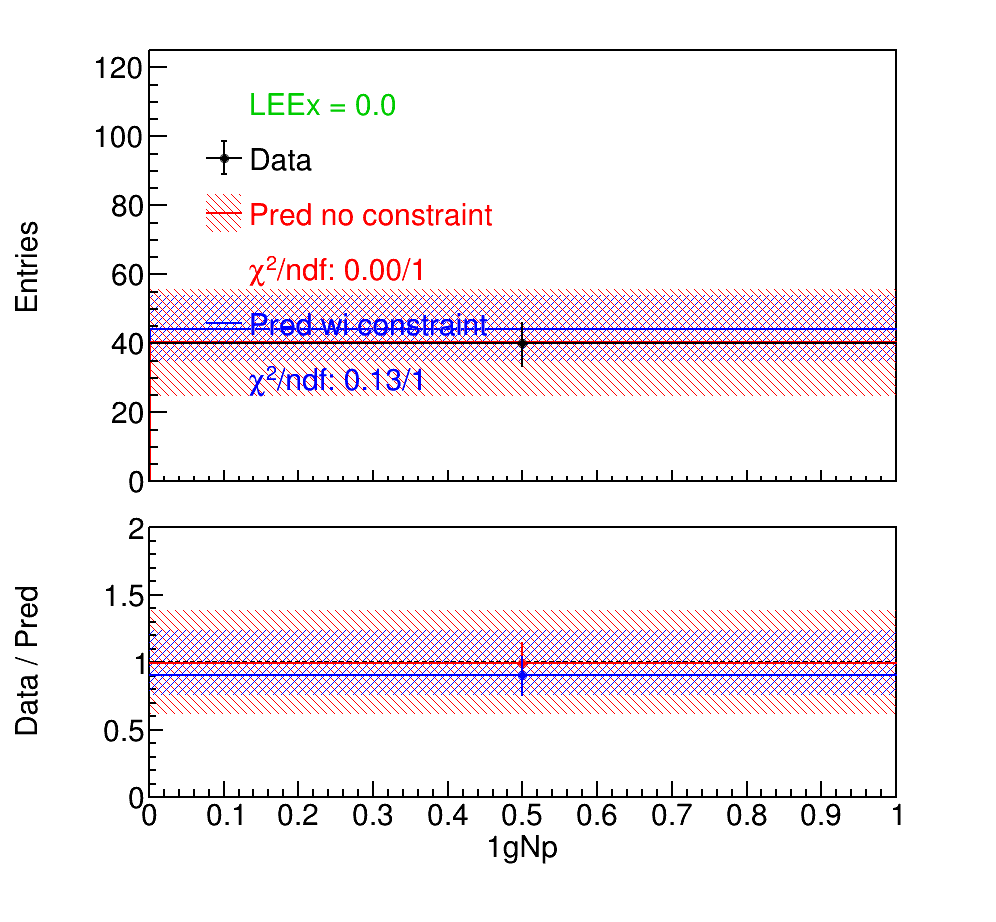 120
100
80
60
40
20
0
Entries
LEEx = 0.0
Data
Pred no constraint
χ²/ndf: 0.00/1
Pred wi constraint
χ²/ndf: 0.13/1
2
1.5
1
0.5
0
Data / Pred
0 0.1 0.2 0.3 0.4 0.5 0.6 0.7 0.8 0.9 1
1gNp